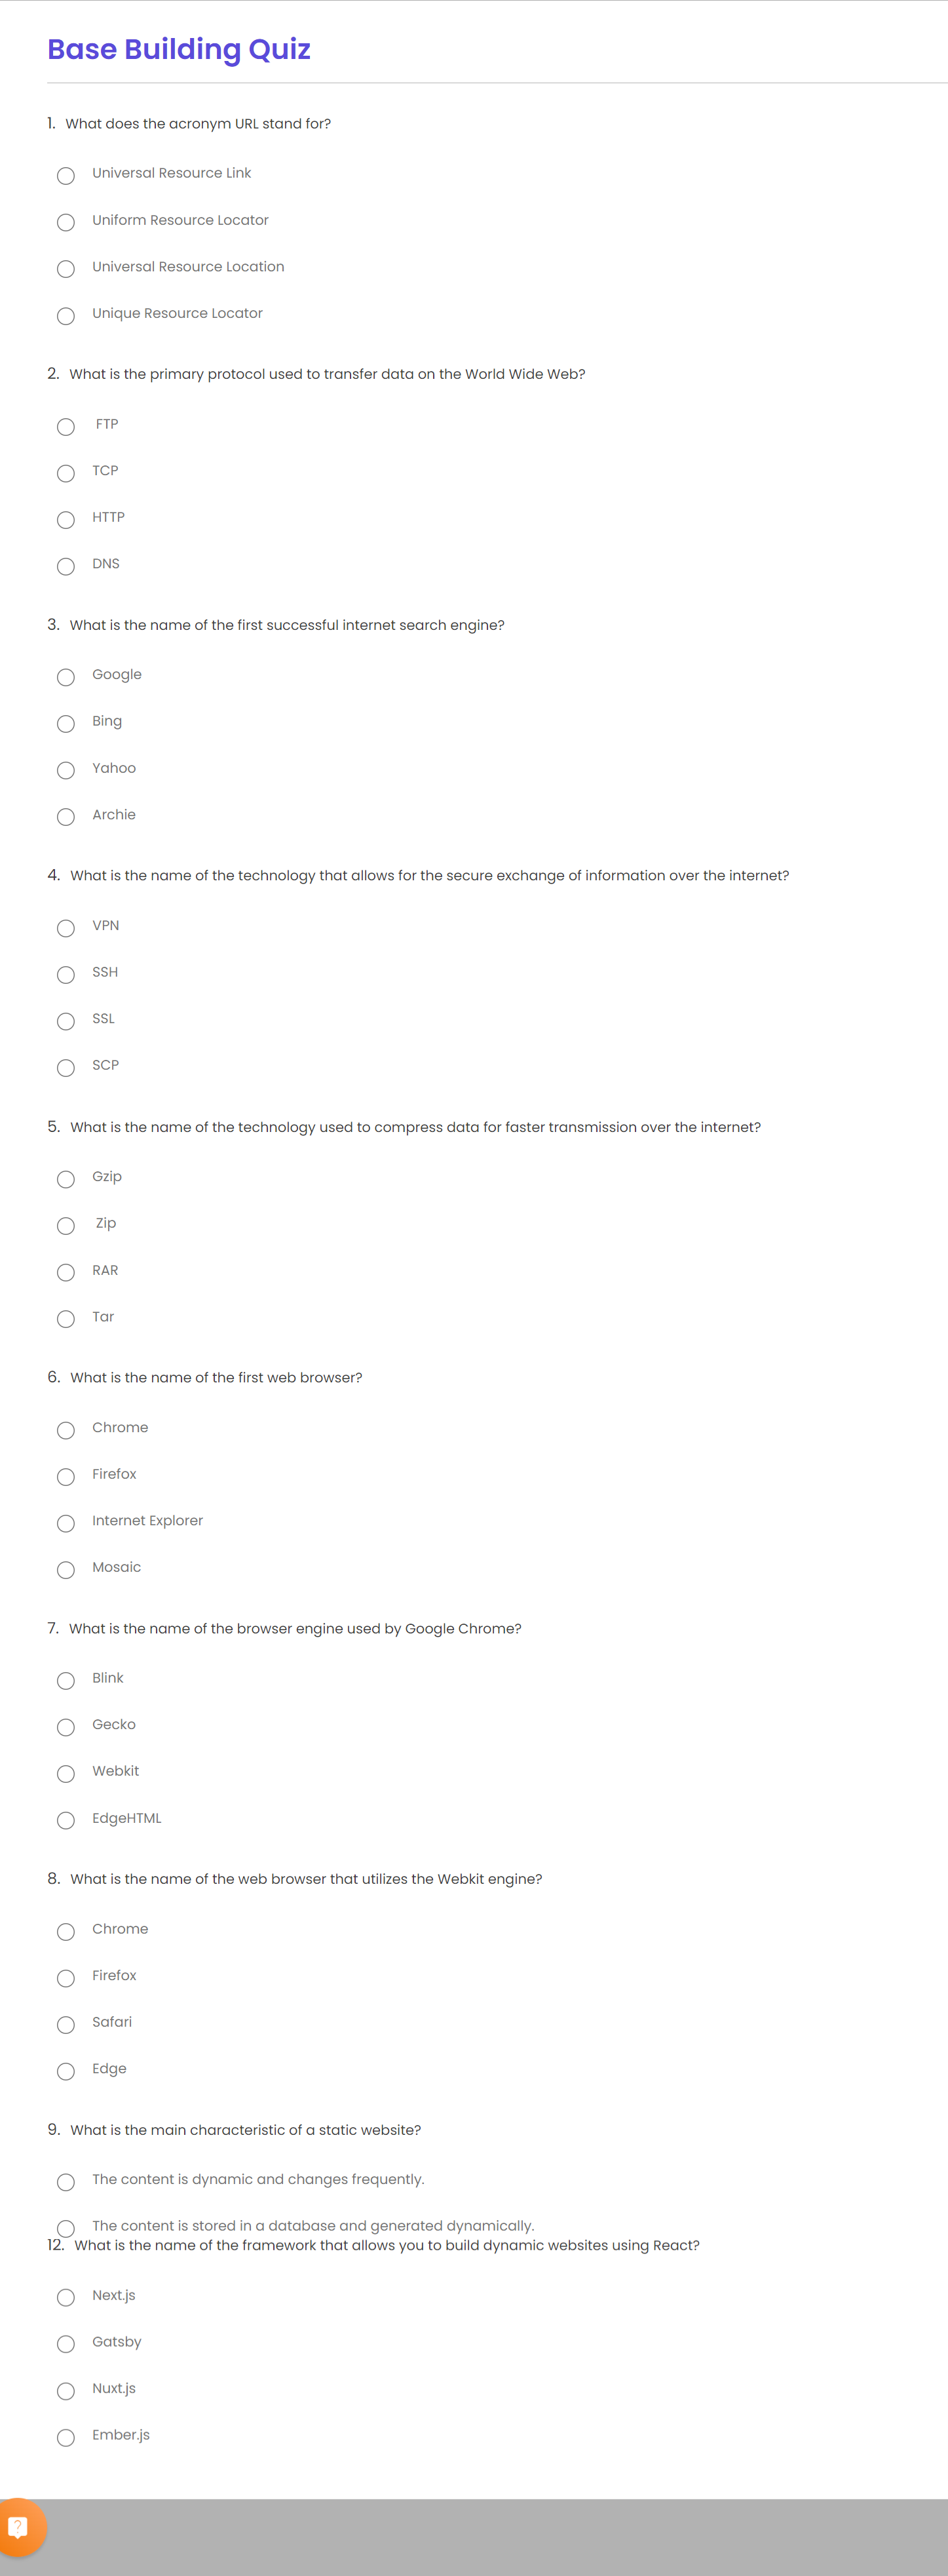 Base Building Quiz
1. What does the acronym URL stand for?
Universal Resource Link
Uniform Resource Locator
Universal Resource Location
Unique Resource Locator
2. What is the primary protocol used to transfer data on the World Wide Web?
FTP
TCP
HTTP
DNS
3. What is the name of the first successful internet search engine?
Google
Bing
Yahoo
Archie
4. What is the name of the technology that allows for the secure exchange of information over the internet?
VPN
SSH
SSL
SCP
5. What is the name of the technology used to compress data for faster transmission over the internet?
Gzip
Zip
RAR
Tar
6. What is the name of the first web browser?
Chrome
Firefox
Internet Explorer
Mosaic
7. What is the name of the browser engine used by Google Chrome?
Blink
Gecko
Webkit
EdgeHTML
8. What is the name of the web browser that utilizes the Webkit engine?
Chrome
Firefox
Safari
Edge
9. What is the main characteristic of a static website?
The content is dynamic and changes frequently.
The content is stored in a database and generated dynamically.
12. What is the name of the framework that allows you to build dynamic websites using React?
Next.js
Gatsby
Nuxt.js
Ember.js
?